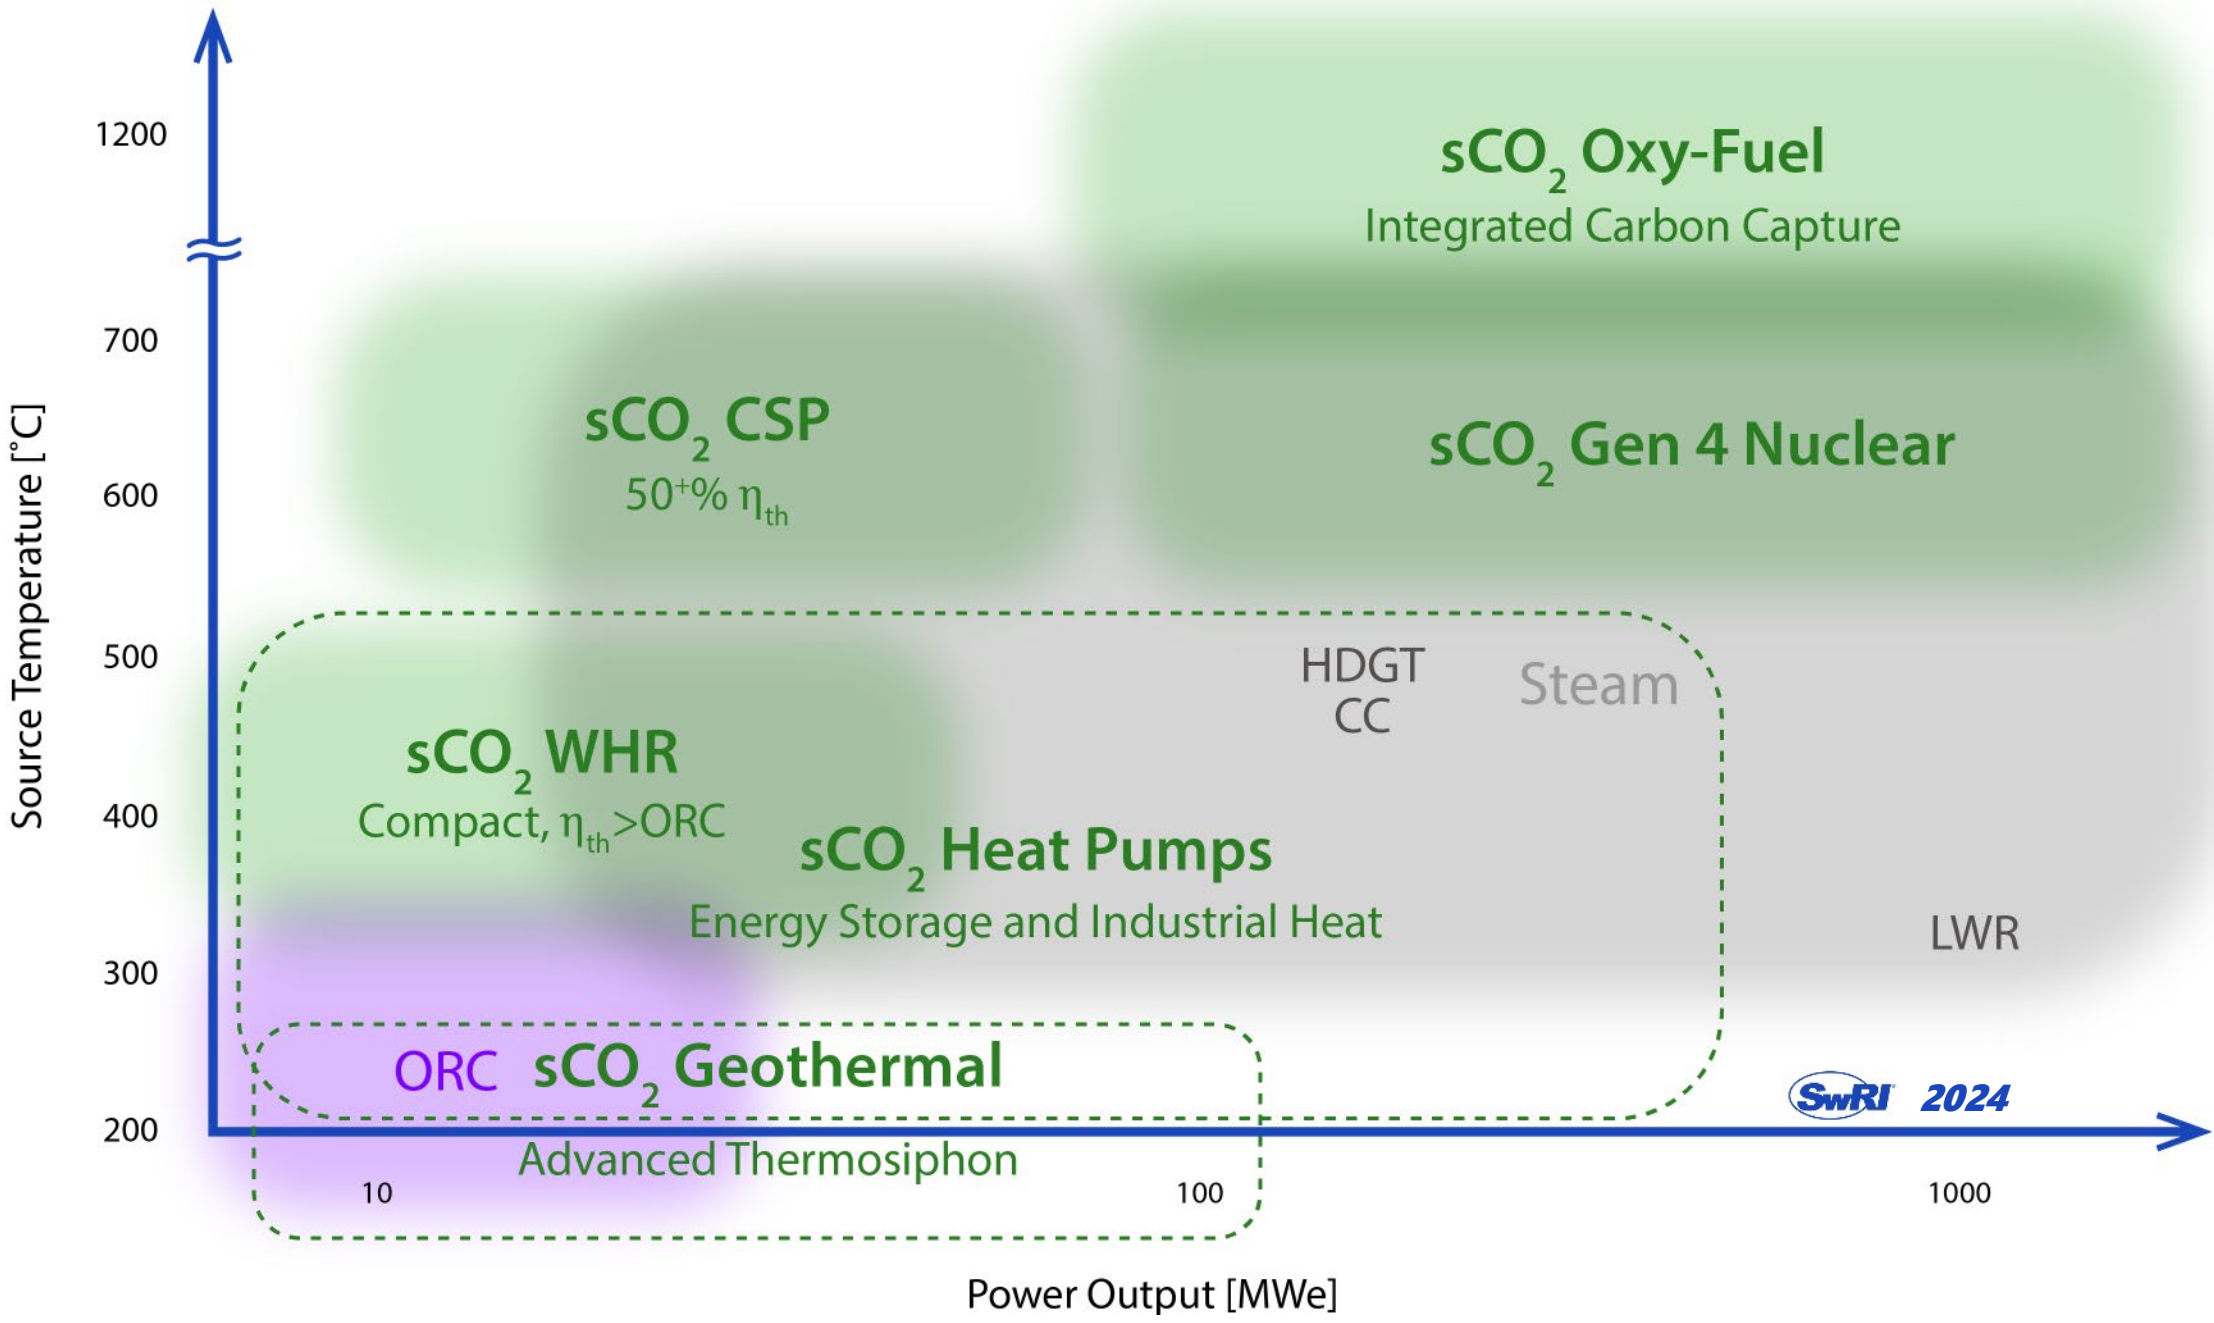 1200
700
600
500
400
300
200
Source Temperature [°C]
sCO₂ Oxy-Fuel
Integrated Carbon Capture
sCO₂ CSP
50⁺% ηth
sCO₂ Gen 4 Nuclear
HDGT
CC
Steam
sCO₂ WHR
Compact, ηth>ORC
sCO₂ Heat Pumps
Energy Storage and Industrial Heat
LWR
ORC
sCO₂ Geothermal
Advanced Thermosiphon
SwRI 2024
10
100
1000
Power Output [MWe]